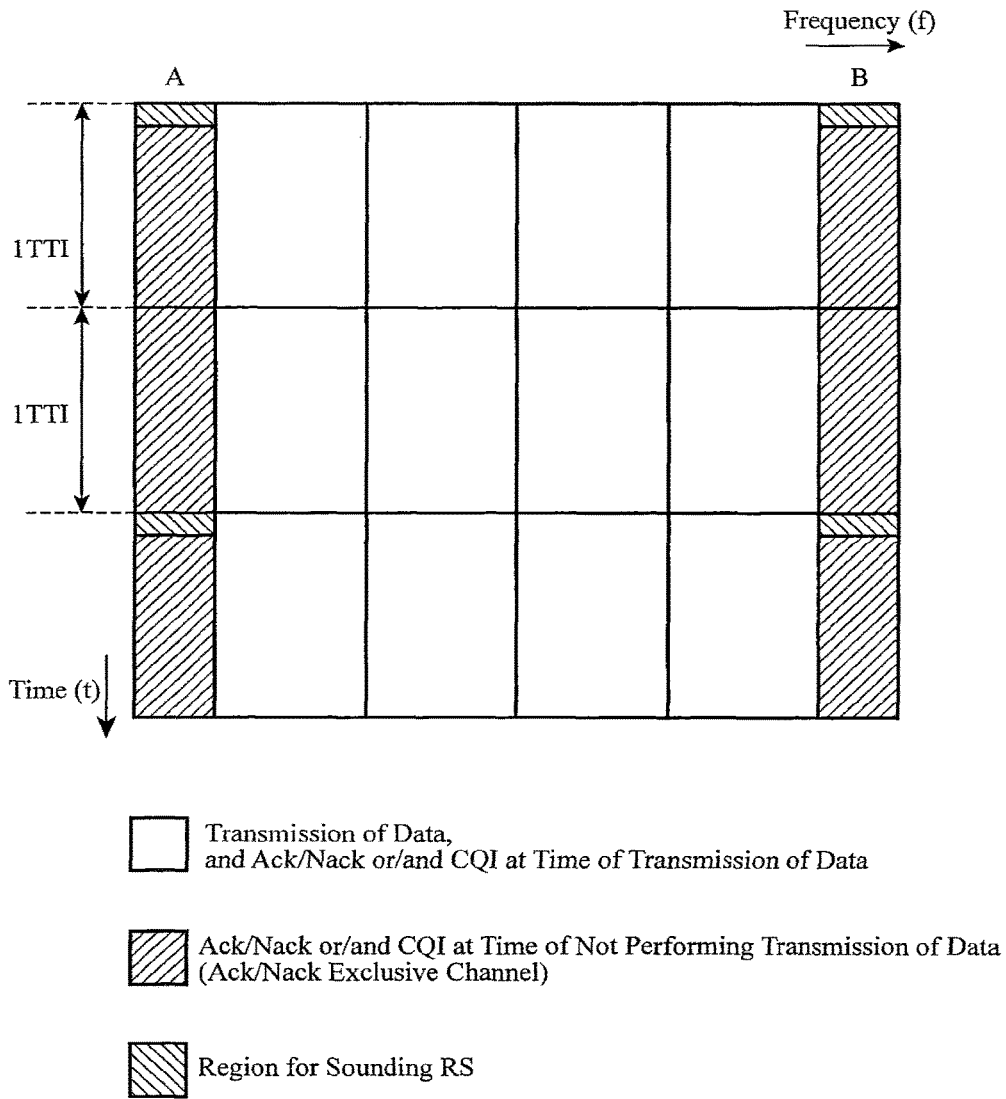 Frequency (f)
A
B
1TTI
1TTI
Time (t)
Transmission of Data,
and Ack/Nack or/and CQI at Time of Transmission of Data
Ack/Nack or/and CQI at Time of Not Performing Transmission of Data
(Ack/Nack Exclusive Channel)
Region for Sounding RS